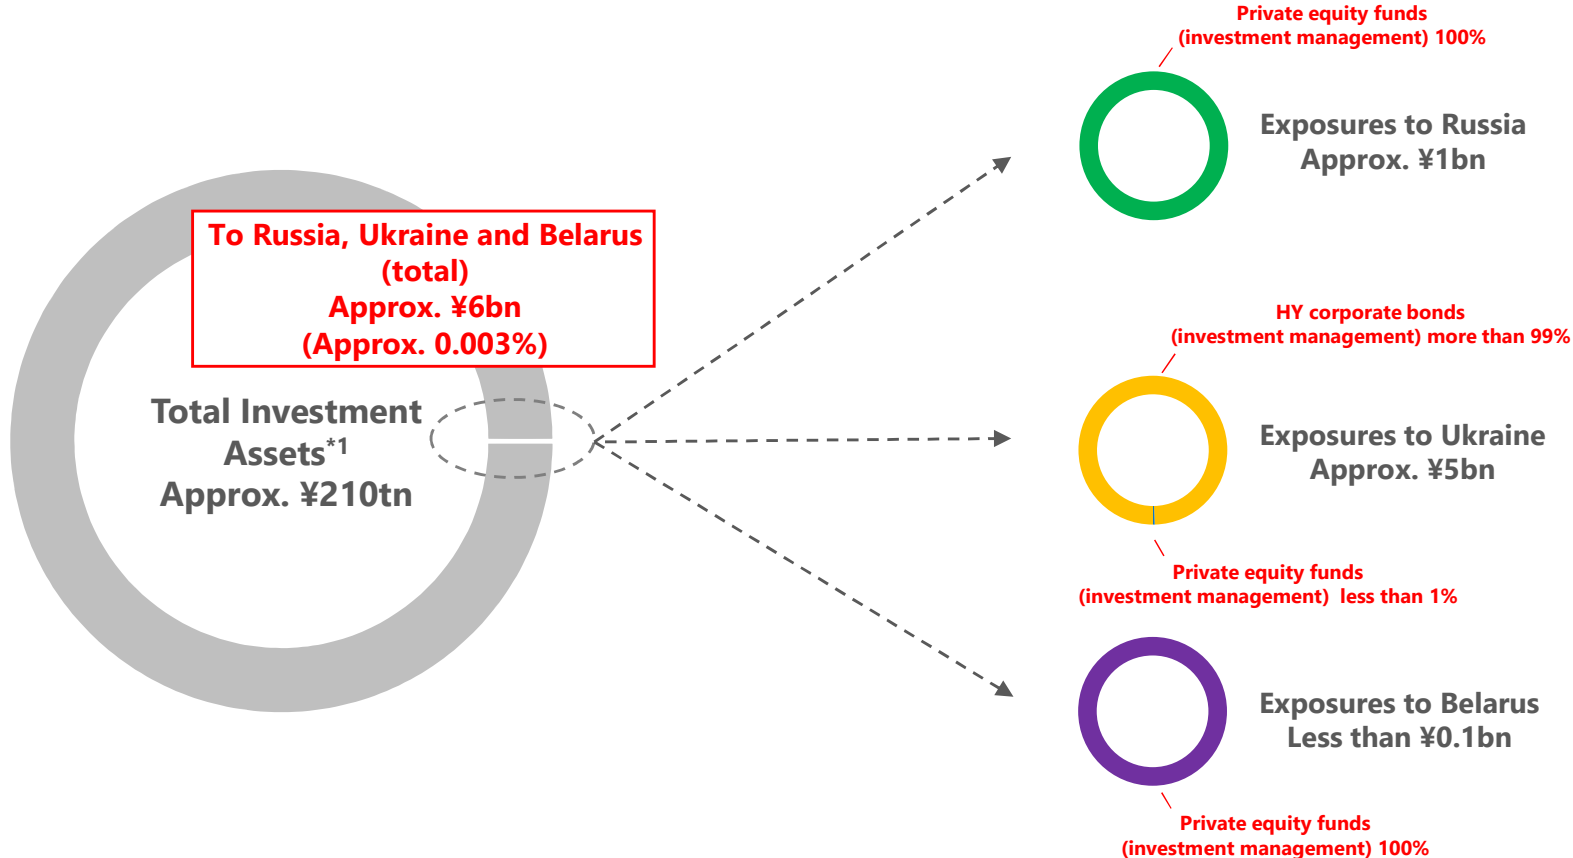 To Russia, Ukraine and Belarus
(total)
Approx. ¥6bn
(Approx. 0.003%)
Total Investment
Assets*1
Approx. ¥210tn
Private equity funds
(investment management) 100%
Exposures to Russia
Approx. ¥1bn
HY corporate bonds
(investment management) more than 99%
Exposures to Ukraine
Approx. ¥5bn
Private equity funds
(investment management)  less than 1%
Exposures to Belarus
Less than ¥0.1bn
Private equity funds
(investment management) 100%